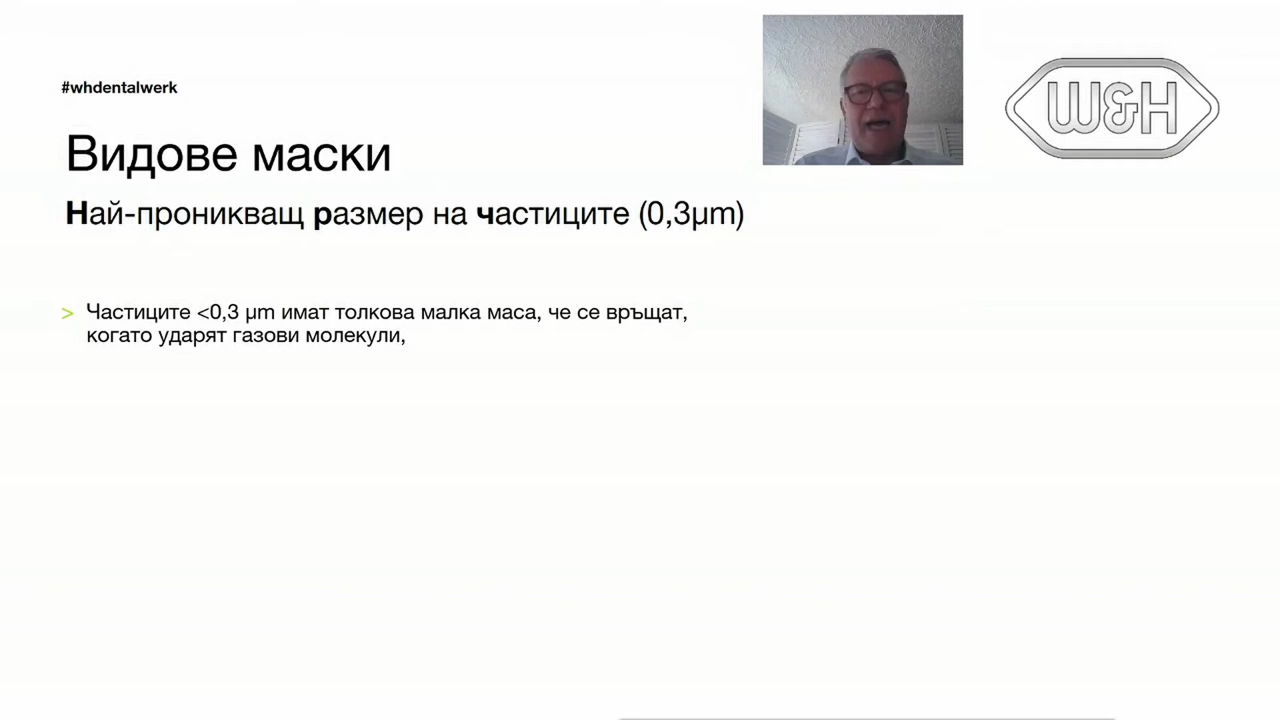 #whdentalwerk
W&H
Видове маски
Най-проникващ размер на частиците (0,3μm)
> Частиците <0,3 μm имат толкова малка маса, че се връщат,
когато ударят газови молекули,